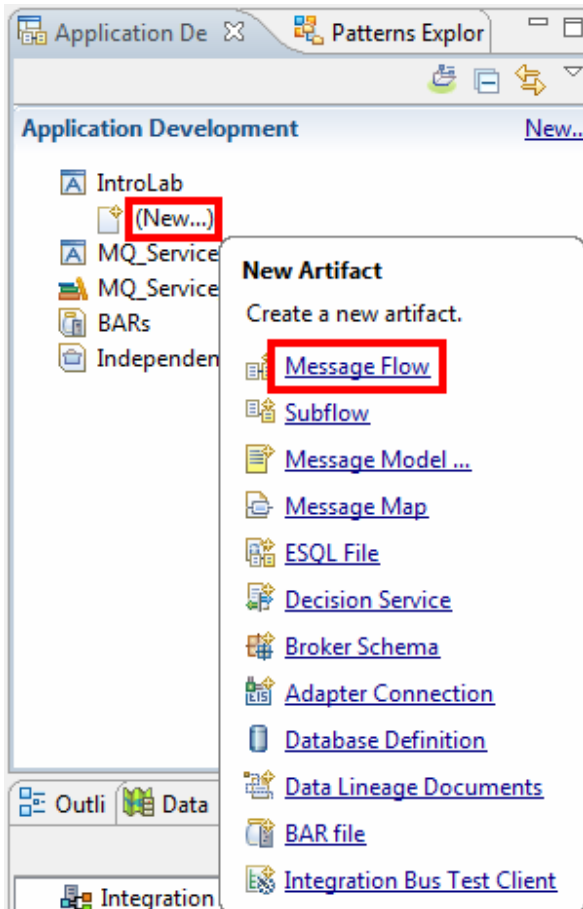 Application De
Patterns Explor
Application Development
New...
IntroLab
(New...)
MQ_Service
MQ_Service
BARs
Independen
New Artifact
Create a new artifact.
Message Flow
Subflow
Message Model ...
Message Map
ESQL File
Decision Service
Broker Schema
Adapter Connection
Database Definition
Data Lineage Documents
BAR file
Integration Bus Test Client
Outli
Data
Integration